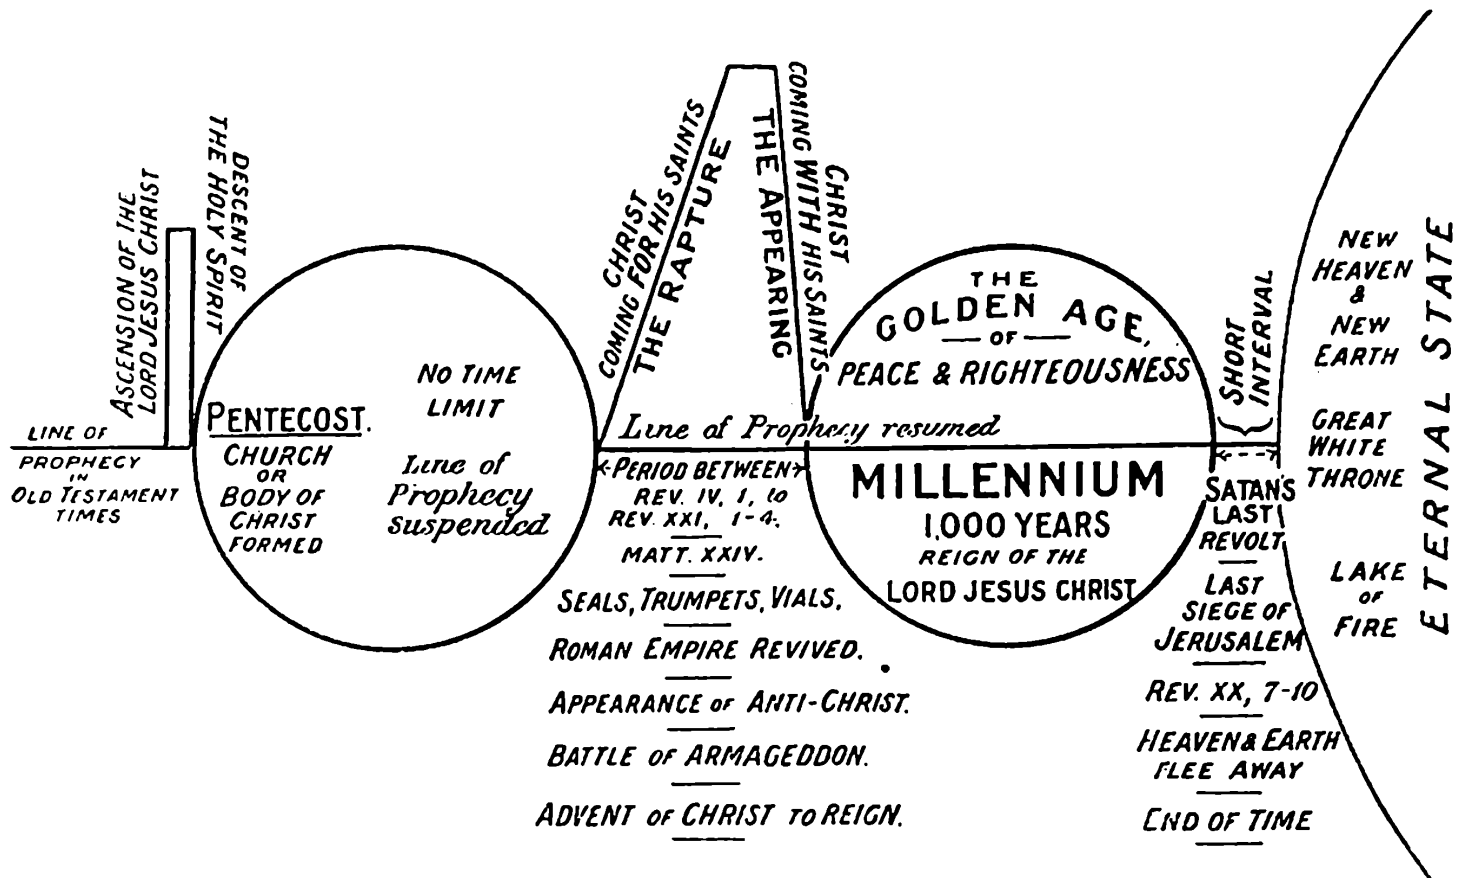 LINE OF
PROPHECY
IN
OLD TESTAMENT
TIMES
ASCENSION OF THE
LORD JESUS CHRIST
DESCENT OF
THE HOLY SPIRIT
PENTECOST.
CHURCH
OR
BODY OF
CHRIST
FORMED
NO TIME
LIMIT
Line of
Prophecy
suspended
CHRIST
COMING FOR HIS SAINTS
THE RAPTURE
THE APPEARING
CHRIST
COMING WITH HIS SAINTS
Line of Prophecy resumed
PERIOD BETWEEN
REV. IV, 1, to
REV. XXI, 1-4.
MATT. XXIV.
SEALS, TRUMPETS, VIALS.
ROMAN EMPIRE REVIVED.
APPEARANCE OF ANTI-CHRIST.
BATTLE OF ARMAGEDDON.
ADVENT OF CHRIST TO REIGN.
THE
GOLDEN AGE,
OF
PEACE & RIGHTEOUSNESS
MILLENNIUM
1,000 YEARS
REIGN OF THE
LORD JESUS CHRIST
SHORT
INTERVAL
SATAN'S
LAST
REVOLT
LAST
SIEGE OF
JERUSALEM
REV. XX, 7-10
HEAVEN & EARTH
FLEE AWAY
END OF TIME
NEW
HEAVEN
&
NEW
EARTH
GREAT
WHITE
THRONE
LAKE
OF
FIRE
ETERNAL STATE